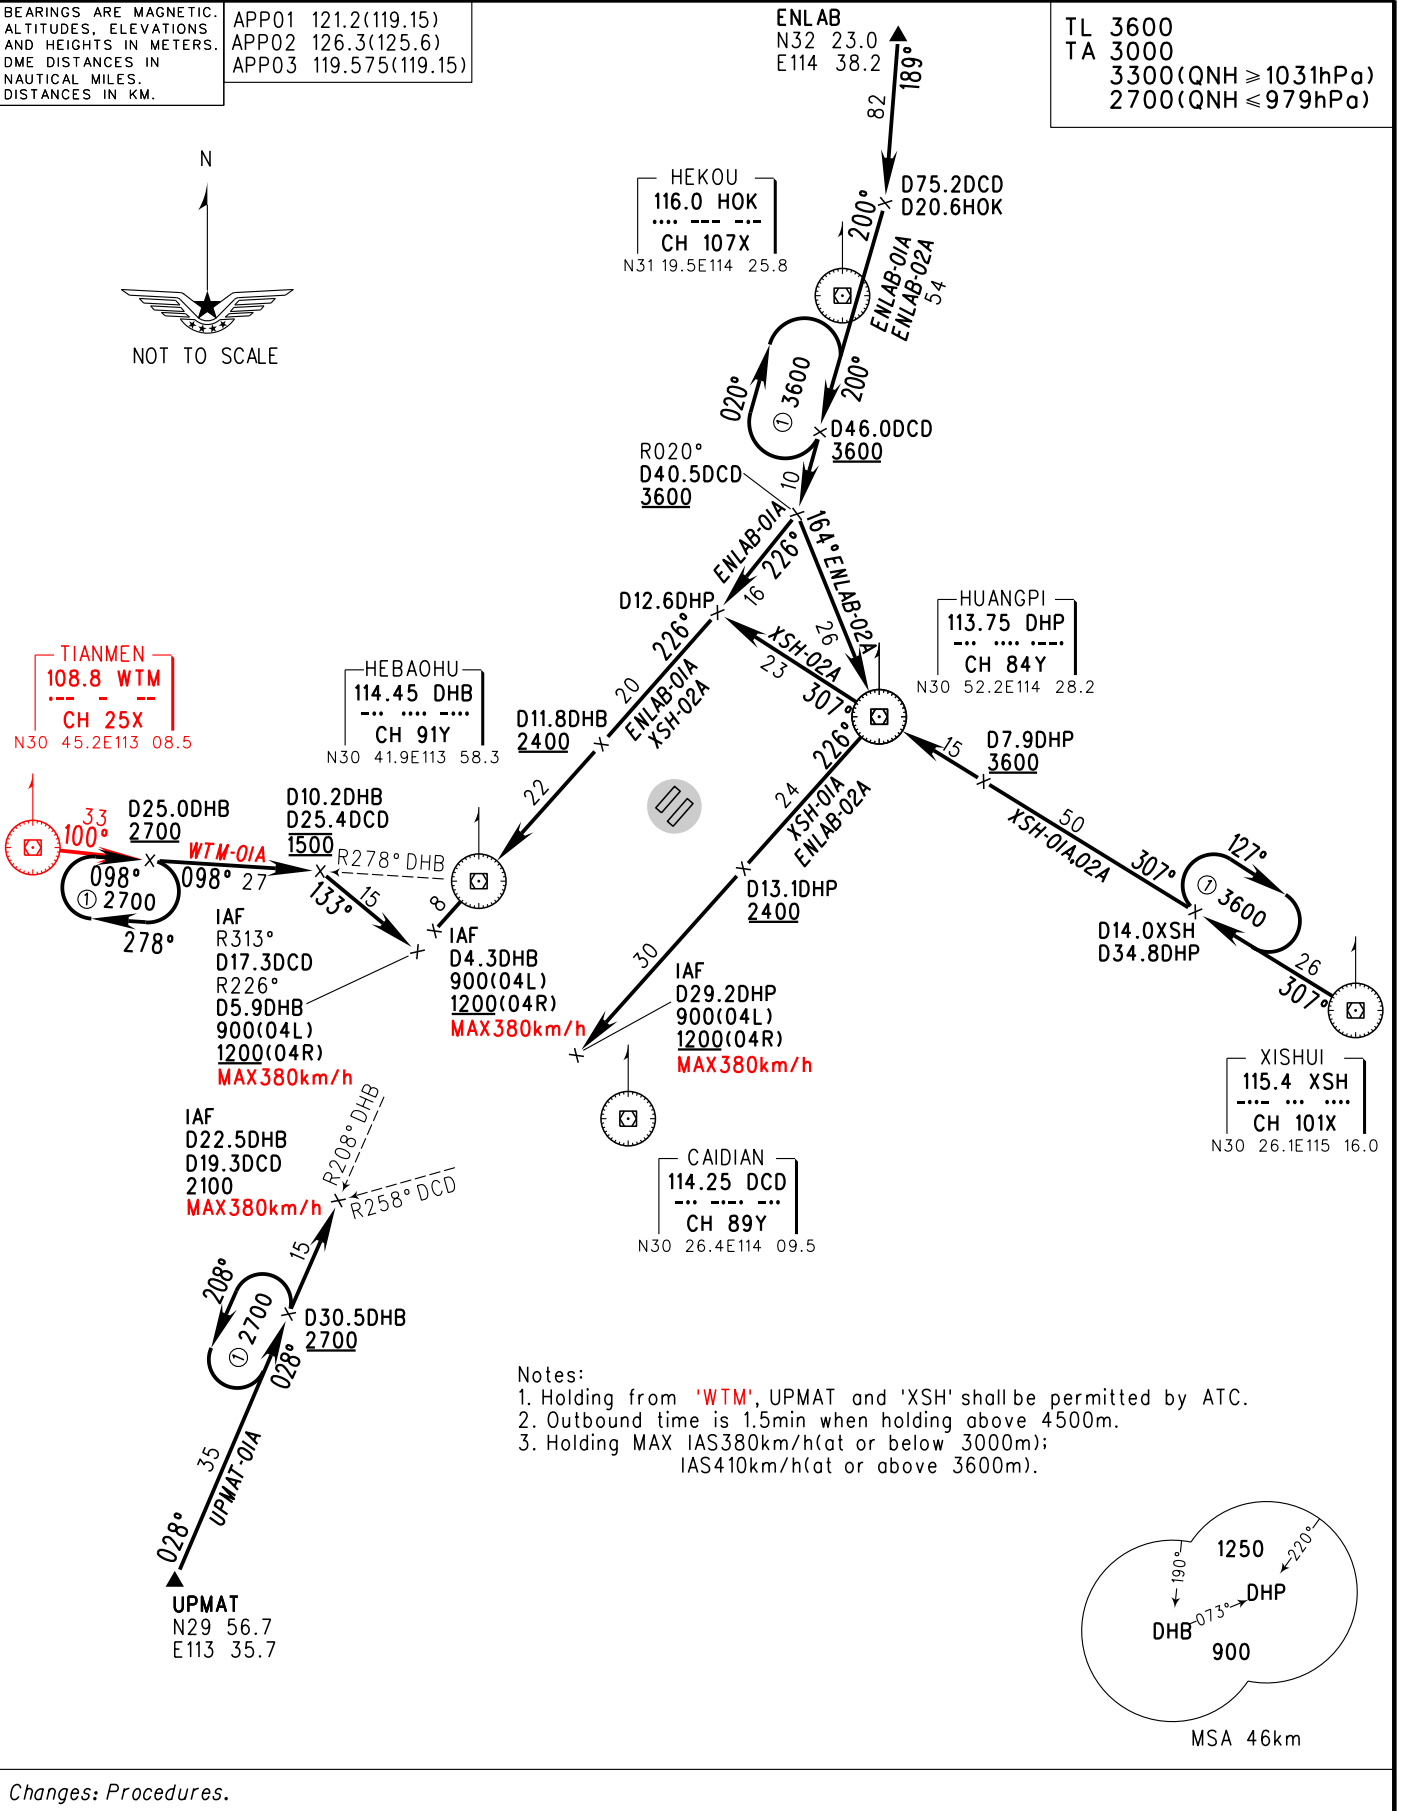 BEARINGS ARE MAGNETIC.
ALTITUDES, ELEVATIONS
AND HEIGHTS IN METERS.
DME DISTANCES IN
NAUTICAL MILES.
DISTANCES IN KM.
APP01 121.2(119.15)
APP02 126.3(125.6)
APP03 119.575(119.15)
ENLAB
N32 23.0
E114 38.2
TL 3600
TA 3000
3300(QNH ≥ 1031hPa)
2700(QNH ≤ 979hPa)
189°
82
N
NOT TO SCALE
HEKOU
116.0 HOK
···· --- -·-
CH 107X
N31 19.5E114 25.8
D75.2DCD
D20.6HOK
200°
ENLAB-01A
ENLAB-02A
54
020°
① 3600
200°
D46.0DCD
3600
10
R020°
D40.5DCD
3600
ENLAB-01A
226°
16
164° ENLAB-02A
26
D12.6DHP
XSH-02A
23
307°
HUANGPI
113.75 DHP
-·· ···· ·--·
CH 84Y
N30 52.2E114 28.2
226°
20
ENLAB-01A
XSH-02A
TIANMEN
108.8 WTM
·-- - --
CH 25X
N30 45.2E113 08.5
HEBAOHU
114.45 DHB
-·· ···· -···
CH 91Y
N30 41.9E113 58.3
D11.8DHB
2400
22
226°
24
XSH-01A
ENLAB-02A
15
D7.9DHP
3600
50
XSH-01A,02A
307°
127°
① 3600
D14.0XSH
D34.8DHP
26
307°
XISHUI
115.4 XSH
-··- ··· ····
CH 101X
N30 26.1E115 16.0
33
100°
D25.0DHB
2700
WTM-01A
098°
098° 27
① 2700
278°
D10.2DHB
D25.4DCD
1500
R278° DHB
15
133°
8
IAF
R313°
D17.3DCD
R226°
D5.9DHB
900(04L)
1200(04R)
MAX380km/h
IAF
D4.3DHB
900(04L)
1200(04R)
MAX380km/h
D13.1DHP
2400
30
IAF
D29.2DHP
900(04L)
1200(04R)
MAX380km/h
CAIDIAN
114.25 DCD
-·· -·-· -··
CH 89Y
N30 26.4E114 09.5
IAF
D22.5DHB
D19.3DCD
2100
MAX380km/h
R208° DHB
R258° DCD
15
208°
① 2700
028°
D30.5DHB
2700
35
UPMAT-01A
028°
UPMAT
N29 56.7
E113 35.7
Notes:
1. Holding from 'WTM', UPMAT and 'XSH' shall be permitted by ATC.
2. Outbound time is 1.5min when holding above 4500m.
3. Holding MAX IAS380km/h(at or below 3000m);
IAS410km/h(at or above 3600m).
1250
190°
220°
DHP
073°
DHB
900
MSA 46km
Changes: Procedures.